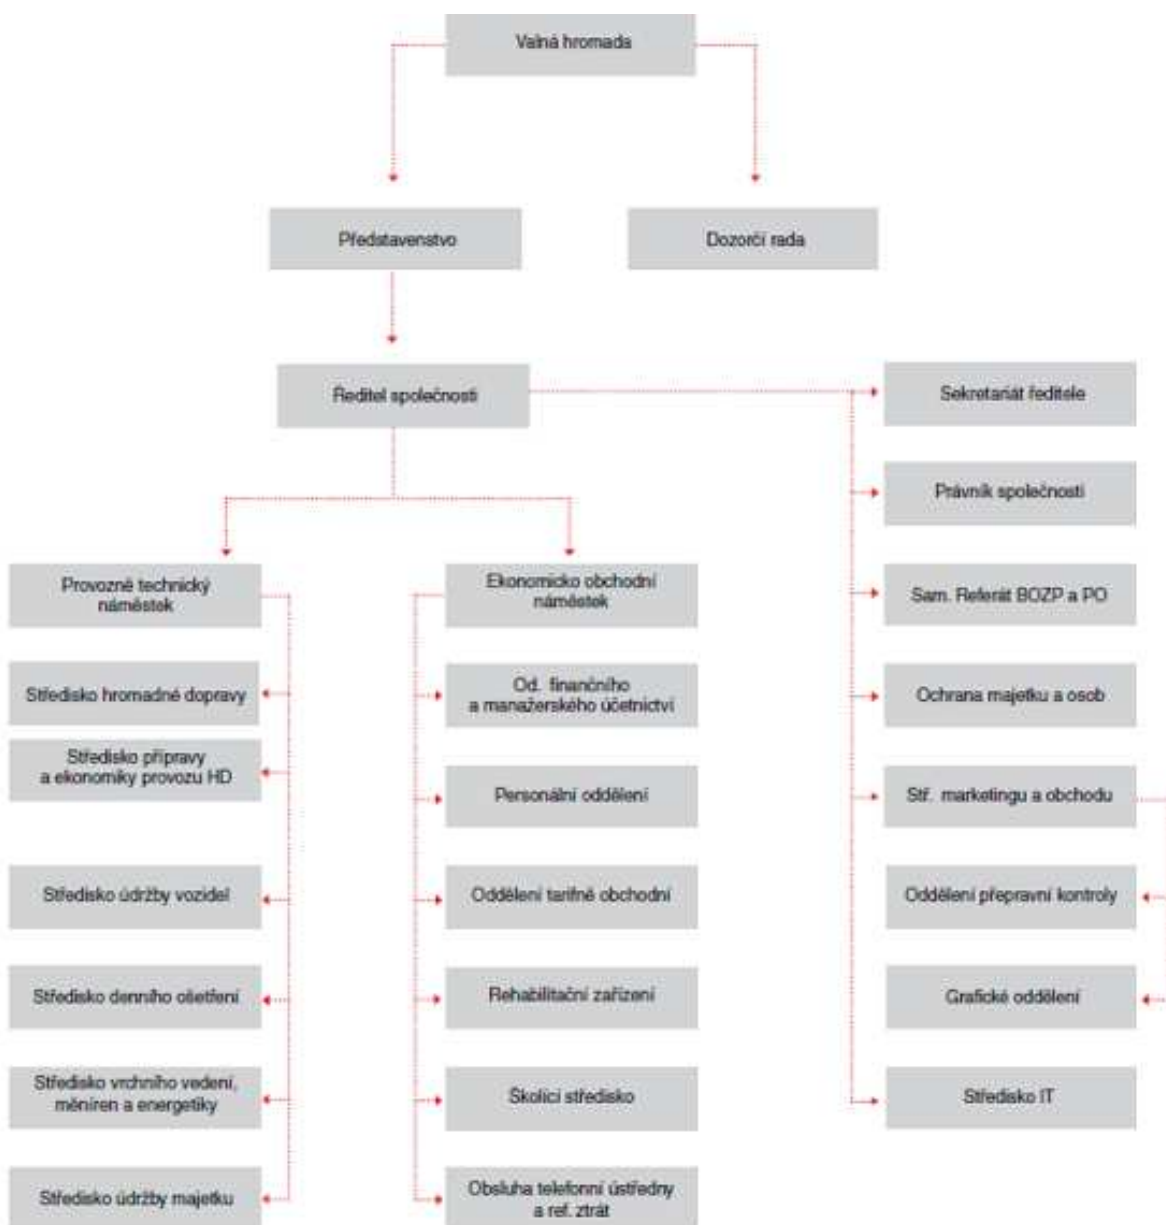 Valná hromada
Představenstvo
Dozorčí rada
Ředitel společnosti
Sekretariát ředitele
Právník společnosti
Sam. Referát BOZP a PO
Ochrana majetku a osob
Stř. marketingu a obchodu
Oddělení přepravní kontroly
Grafické oddělení
Středisko IT
Provozně technický
náměstek
Středisko hromadné dopravy
Středisko přípravy
a ekonomiky provozu HD
Středisko údržby vozidel
Středisko denního ošetření
Středisko vrchního vedení,
měníren a energetiky
Středisko údržby majetku
Ekonomicko obchodní
náměstek
Od. finančního
a manažerského účetnictví
Personální oddělení
Oddělení tarifně obchodní
Rehabilitační zařízení
Školící středisko
Obsluha telefonní ústředny
a ref. ztrát